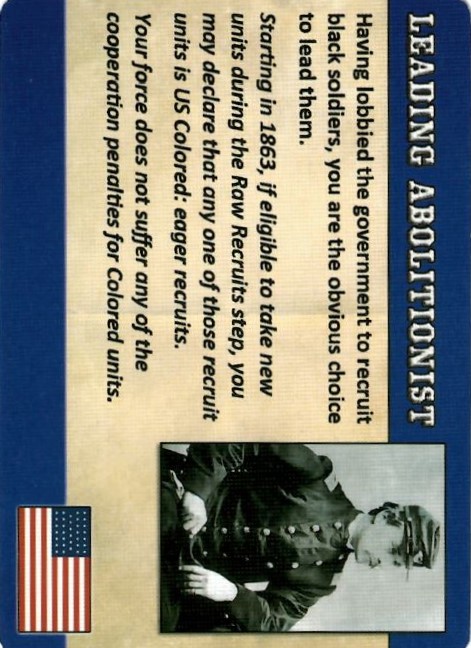 LEADING ABOLITIONIST
Having lobbied the government to recruit
black soldiers, you are the obvious choice
to lead them.
Starting in 1863, if eligible to take new
units during the Raw Recruits step, you
may declare that any one of those recruit
units is US Colored: eager recruits.
Your force does not suffer any of the
cooperation penalties for Colored units.